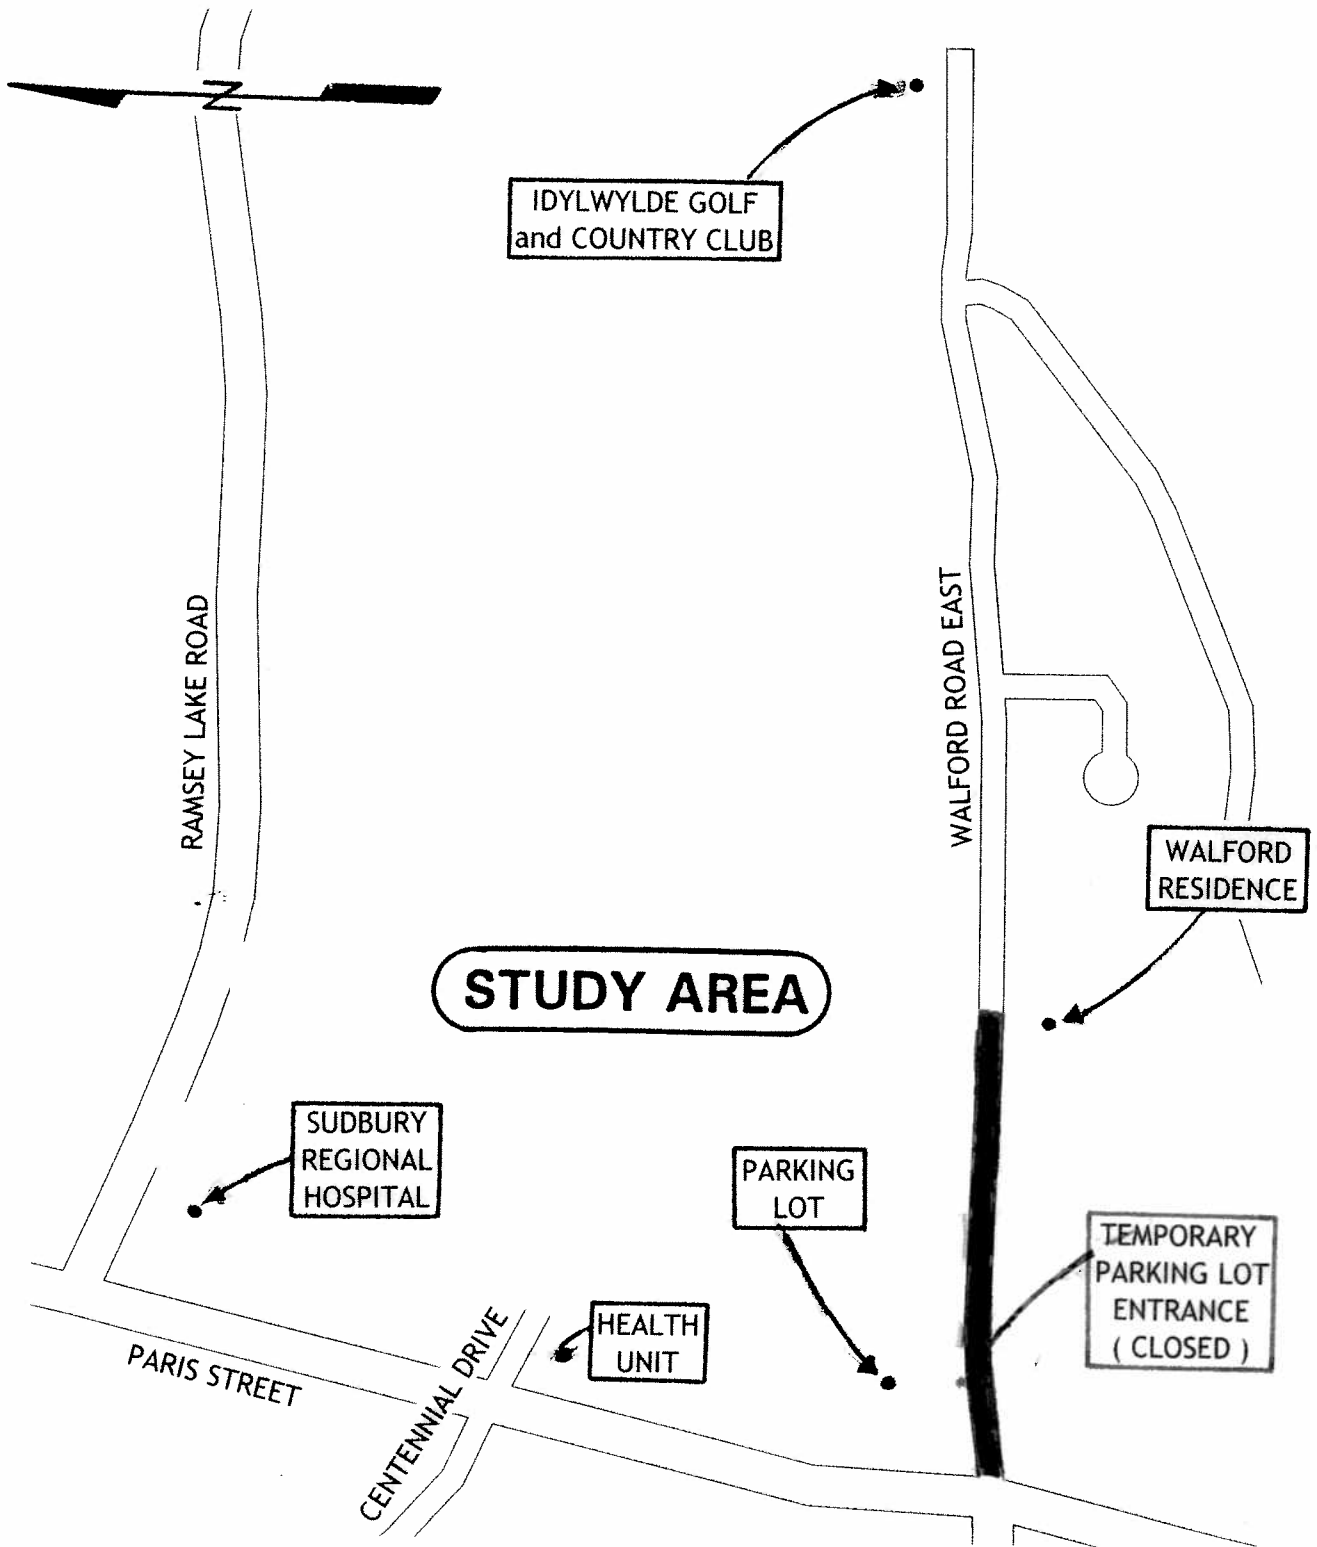 N
IDYLWYLDE GOLF
and COUNTRY CLUB
RAMSEY LAKE ROAD
WALFORD ROAD EAST
WALFORD
RESIDENCE
STUDY AREA
SUDBURY
REGIONAL
HOSPITAL
PARKING
LOT
TEMPORARY
PARKING LOT
ENTRANCE
( CLOSED )
HEALTH
UNIT
PARIS STREET
CENTENNIAL DRIVE